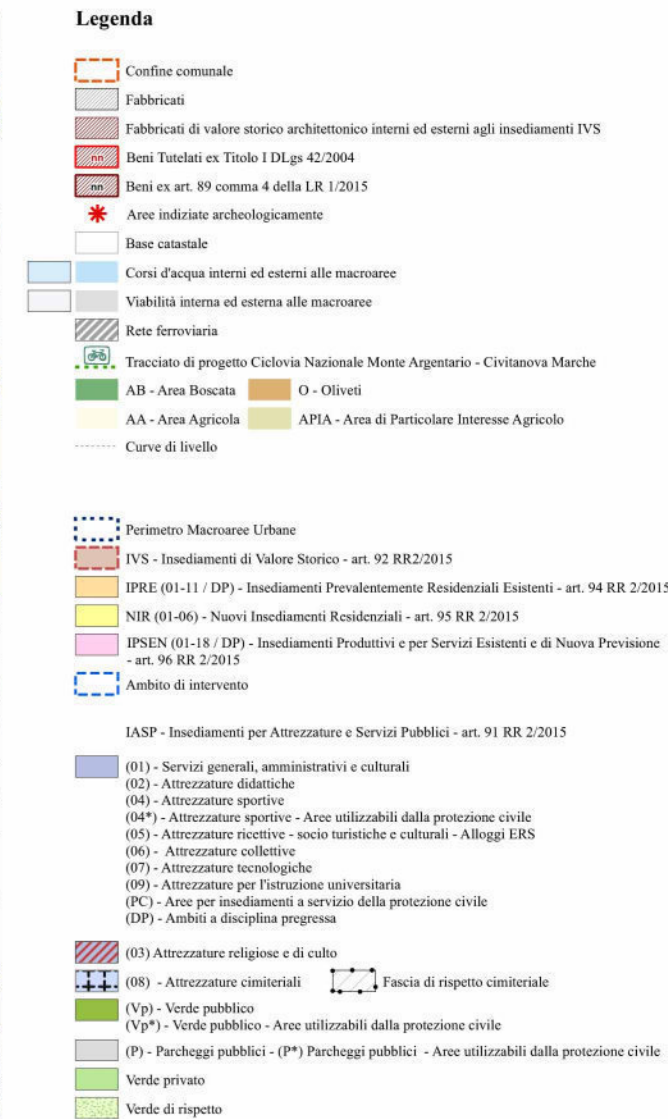 Legenda
Confine comunale
Fabbricati
Fabbricati di valore storico architettonico interni ed esterni agli insediamenti IVS
nn Beni Tutelati ex Titolo I DLgs 42/2004
nn Beni ex art. 89 comma 4 della LR 1/2015
Aree indiziate archeologicamente
Base catastale
Corsi d'acqua interni ed esterni alle macroaree
Viabilità interna ed esterna alle macroaree
Rete ferroviaria
Tracciato di progetto Ciclovia Nazionale Monte Argentario - Civitanova Marche
AB - Area Boscata O - Oliveti
AA - Area Agricola APIA - Area di Particolare Interesse Agricolo
Curve di livello
Perimetro Macroaree Urbane
IVS - Insediamenti di Valore Storico - art. 92 RR2/2015
IPRE (01-11 / DP) - Insediamenti Prevalentemente Residenziali Esistenti - art. 94 RR 2/2015
NIR (01-06) - Nuovi Insediamenti Residenziali - art. 95 RR 2/2015
IPSEN (01-18 / DP) - Insediamenti Produttivi e per Servizi Esistenti e di Nuova Previsione
- art. 96 RR 2/2015
Ambito di intervento
IASP - Insediamenti per Attrezzature e Servizi Pubblici - art. 91 RR 2/2015
(01) - Servizi generali, amministrativi e culturali
(02) - Attrezzature didattiche
(04) - Attrezzature sportive
(04*) - Attrezzature sportive - Aree utilizzabili dalla protezione civile
(05) - Attrezzature ricettive - socio turistiche e culturali - Alloggi ERS
(06) - Attrezzature collettive
(07) - Attrezzature tecnologiche
(09) - Attrezzature per l'istruzione universitaria
(PC) - Aree per insediamenti a servizio della protezione civile
(DP) - Ambiti a disciplina pregressa
(03) Attrezzature religiose e di culto
(08) - Attrezzature cimiteriali Fascia di rispetto cimiteriale
(Vp) - Verde pubblico
(Vp*) - Verde pubblico - Aree utilizzabili dalla protezione civile
(P) - Parcheggi pubblici - (P*) Parcheggi pubblici - Aree utilizzabili dalla protezione civile
Verde privato
Verde di rispetto